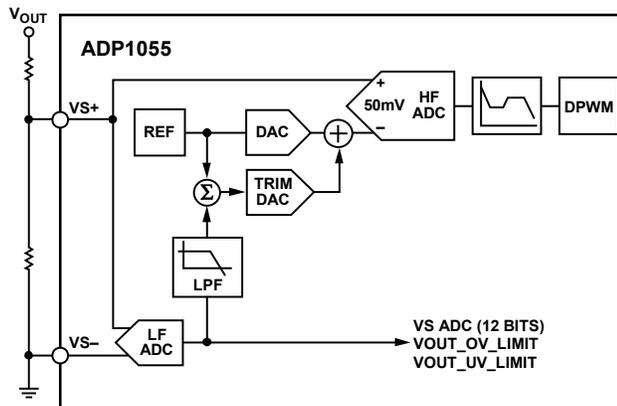 VOUT
ADP1055
VS+
REF
DAC
+
+
50mV
–
HF
ADC
DPWM
Σ
TRIM
DAC
LPF
VS–
LF
ADC
VS ADC (12 BITS)
VOUT_OV_LIMIT
VOUT_UV_LIMIT